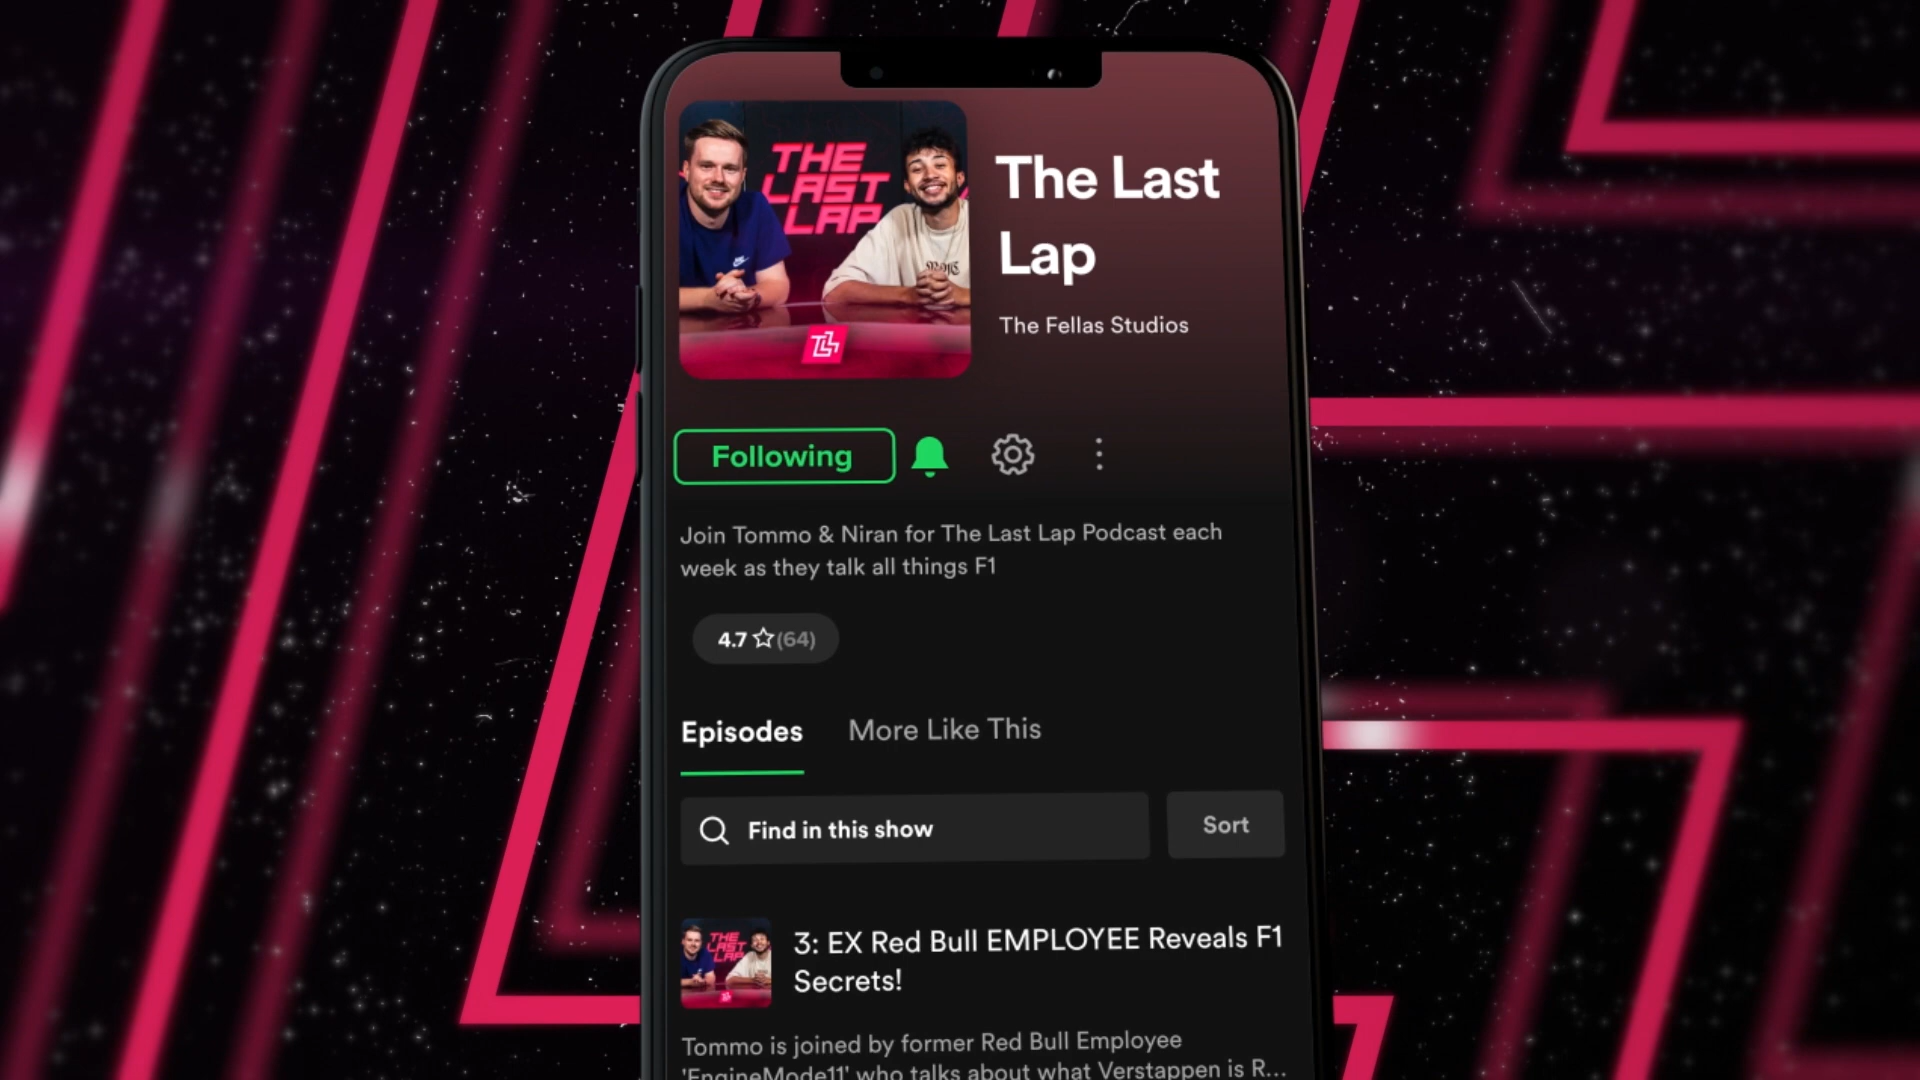 THE
LAST
LAP
The Last
Lap
The Fellas Studios
Following
Join Tommo & Niran for The Last Lap Podcast each
week as they talk all things F1
4.7 (64)
Episodes
More Like This
Find in this show
Sort
THE
LAST
LAP
3: EX Red Bull EMPLOYEE Reveals F1
Secrets!
Tommo is joined by former Red Bull Employee
'EngineMode11' who talks about what Verstappen is R...